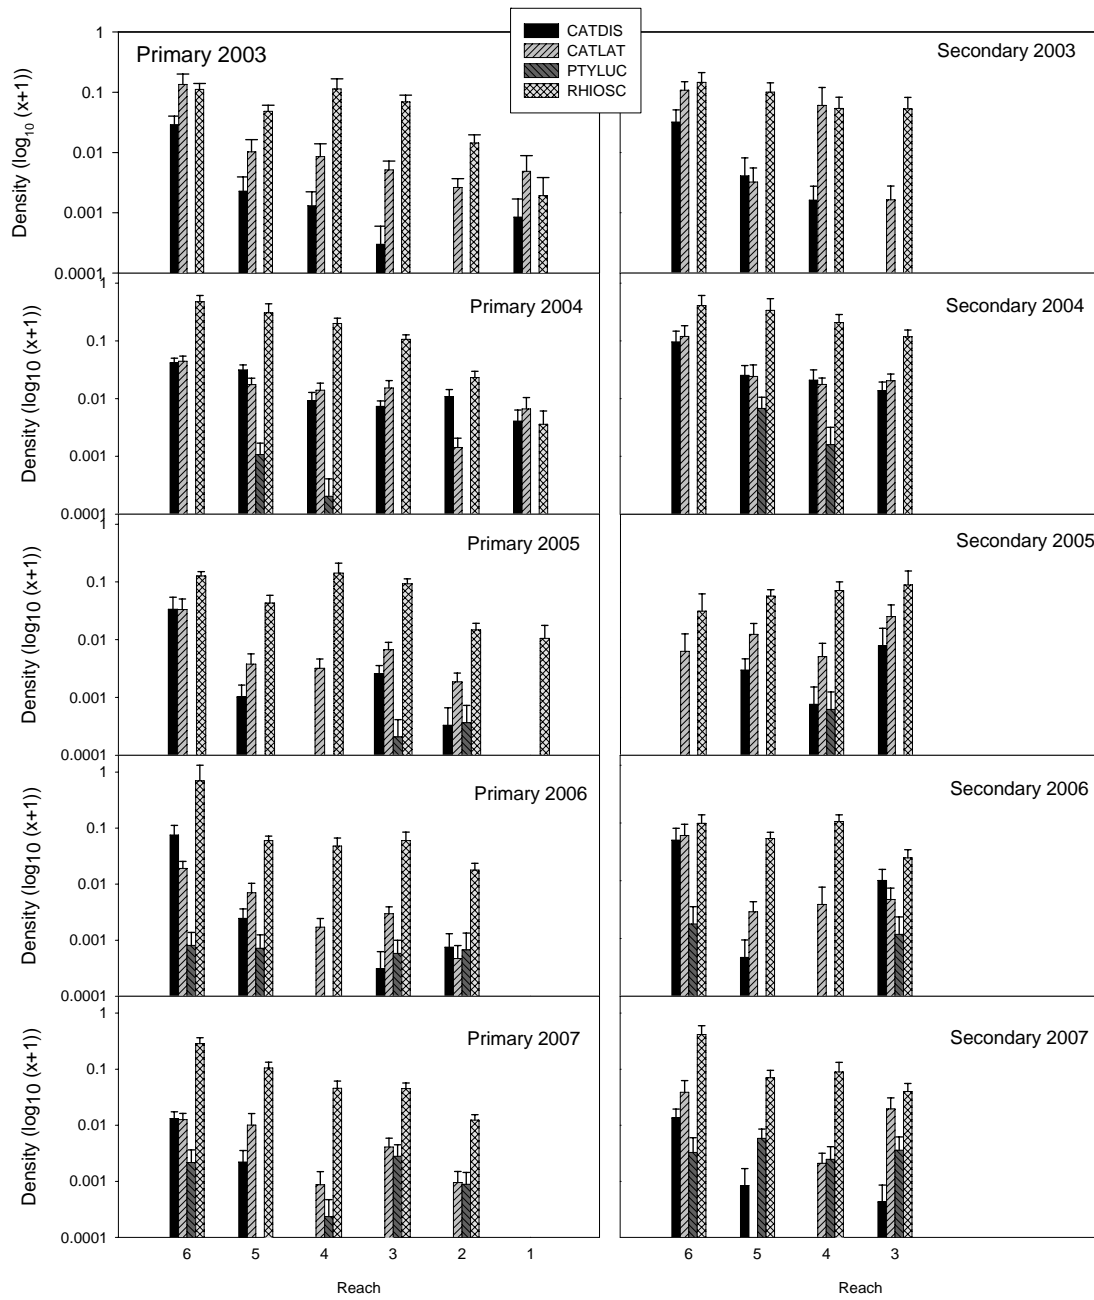 CATDIS
CATLAT
PTYLUC
RHIOSC
Primary 2003
Secondary 2003
Density (log10 (x+1))
1
0.1
0.01
0.001
0.0001
Primary 2004
Secondary 2004
Density (log10 (x+1))
1
0.1
0.01
0.001
0.0001
Primary 2005
Secondary 2005
Density (log10 (x+1))
1
0.1
0.01
0.001
0.0001
Primary 2006
Secondary 2006
Density (log10 (x+1))
1
0.1
0.01
0.001
0.0001
Primary 2007
Secondary 2007
Density (log10 (x+1))
1
0.1
0.01
0.001
0.0001
6 5 4 3 2 1
6 5 4 3
Reach
Reach